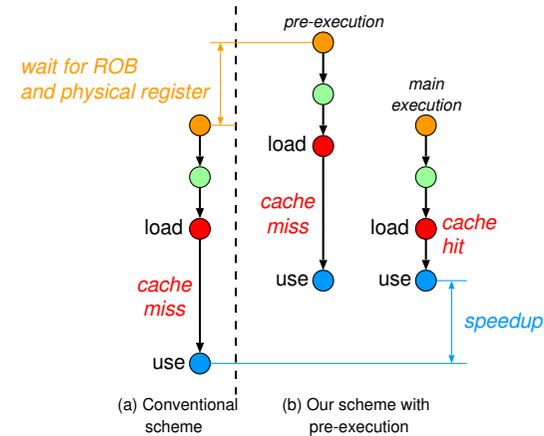 pre-execution
wait for ROB
and physical register
main
execution
load
cache
miss
load
cache
miss
use
load
cache
hit
use
speedup
use
(a) Conventional
scheme
(b) Our scheme with
pre-execution